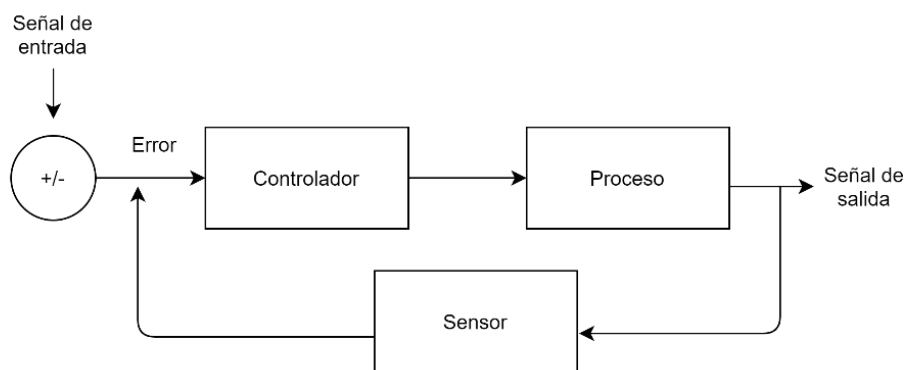 Señal de
entrada
Error
+/-
Controlador
Proceso
Señal de
salida
Sensor